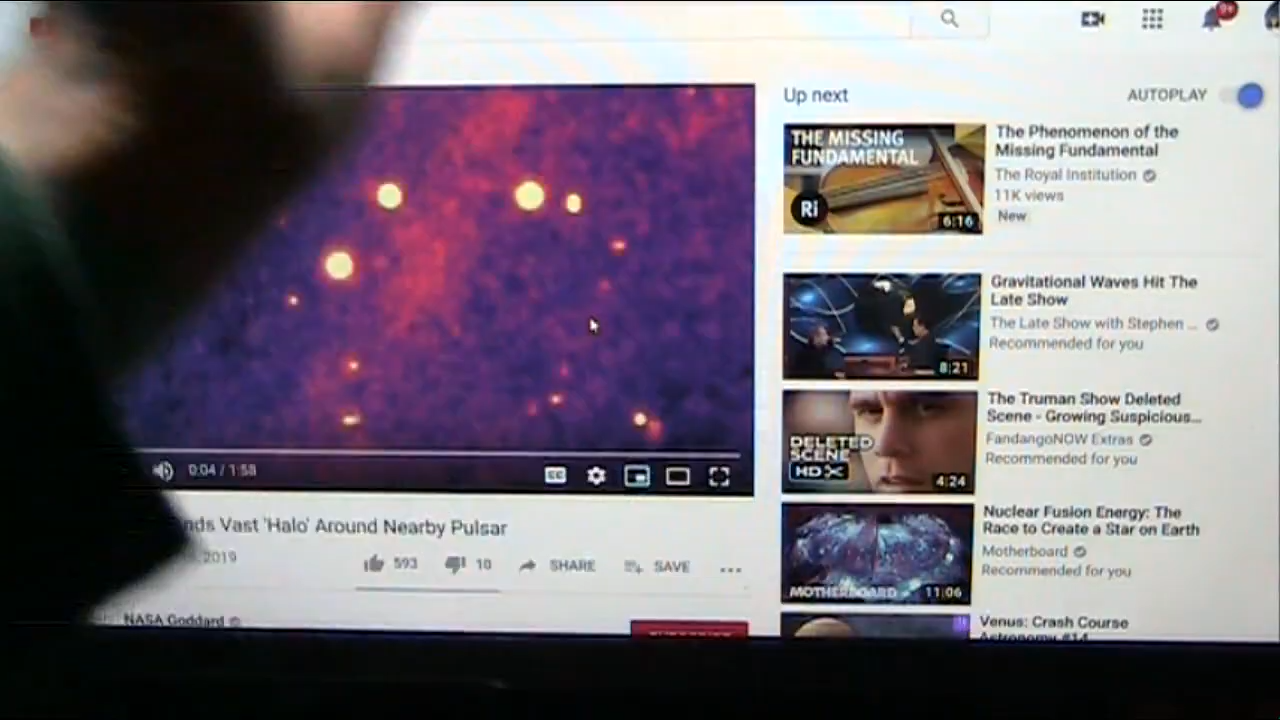 9+
Up next
AUTOPLAY
THE MISSING
FUNDAMENTAL
Ri
6:16
The Phenomenon of the
Missing Fundamental
The Royal Institution
11K views
New
8:21
Gravitational Waves Hit The
Late Show
The Late Show with Stephen ...
Recommended for you
DELETED
SCENE
HD
4:24
The Truman Show Deleted
Scene - Growing Suspicious...
FandangoNOW Extras
Recommended for you
MOTHERBOARD
11:06
Nuclear Fusion Energy: The
Race to Create a Star on Earth
Motherboard
Recommended for you
Venus: Crash Course
Astronomy #14
0:04 / 1:58
CC
nds Vast 'Halo' Around Nearby Pulsar
, 2019
593
10
SHARE
SAVE
NASA Goddard